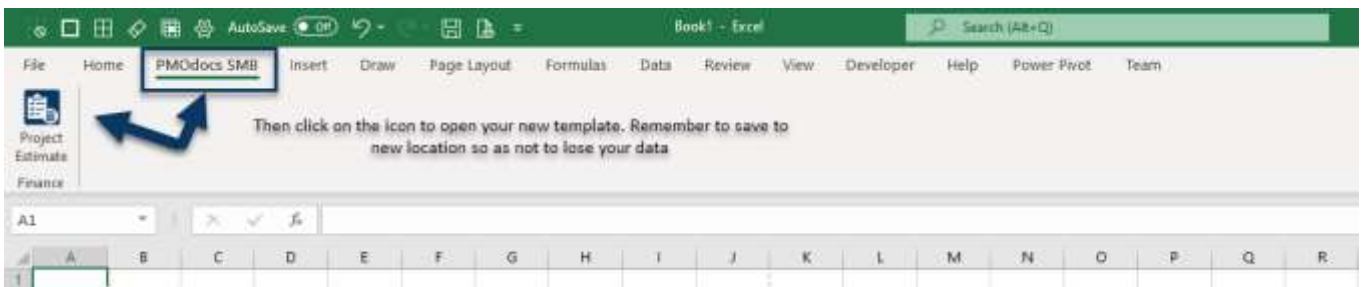 AutoSave Off Book1 - Excel Search (Alt+Q)
File Home PMOdocs SMB Insert Draw Page Layout Formulas Data Review View Developer Help Power Pivot Team
Then click on the icon to open your new template. Remember to save to
new location so as not to lose your data
Project
Estimate
Finance
A1 fx
A B C D E F G H I J K L M N O P Q R
1